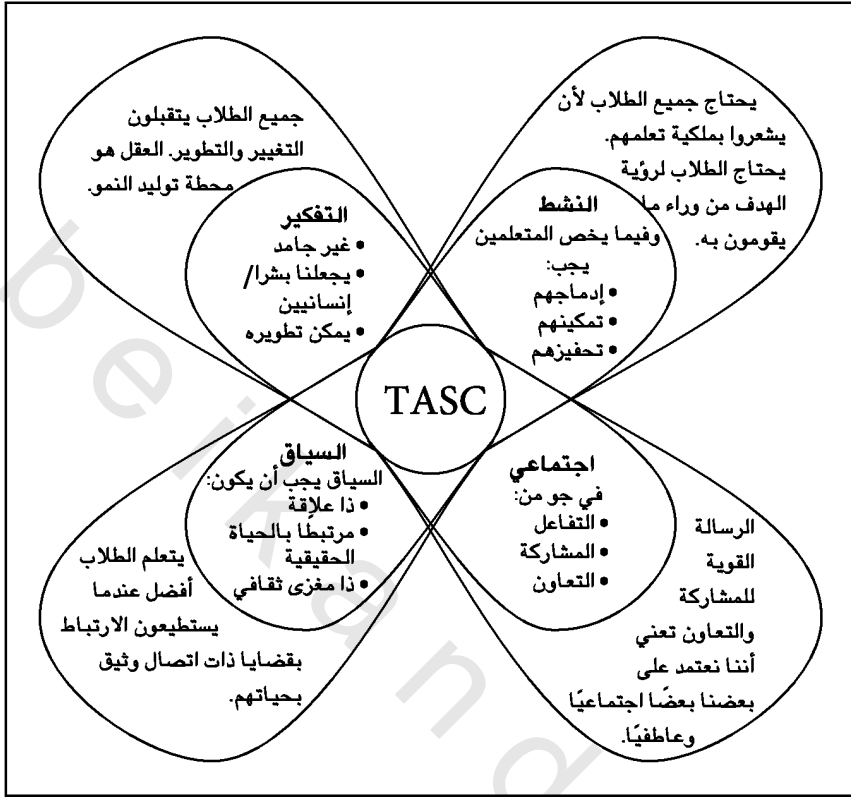 يحتاج جميع الطلاب لأن
يشعروا بملكية تعلمهم.
يحتاج الطلاب لرؤية
الهدف من وراء ما
يقومون به.
النشط
وفيما يخص المتعلمين
يجب:
• إدماجهم
• تمكينهم
• تحفيزهم
جميع الطلاب يتقبلون
التغيير والتطوير. العقل هو
محطة توليد النمو.
التفكير
• غير جامد
• يجعلنا بشرا/
إنسانيين
• يمكن تطويره
TASC
اجتماعي
في جو من:
• التفاعل
• المشاركة
• التعاون
الرسالة
القوية
للمشاركة
والتعاون تعني
أننا نعتمد على
بعضنا بعضًا اجتماعيًا
وعاطفيًا.
السياق
السياق يجب أن يكون:
• ذا علاقة
• مرتبطًا بالحياة
الحقيقية
• ذا مغزى ثقافي
يتعلم الطلاب
أفضل عندما
يستطيعون الارتباط
بقضايا ذات اتصال وثيق
بحياتهم.
b e i k a n d